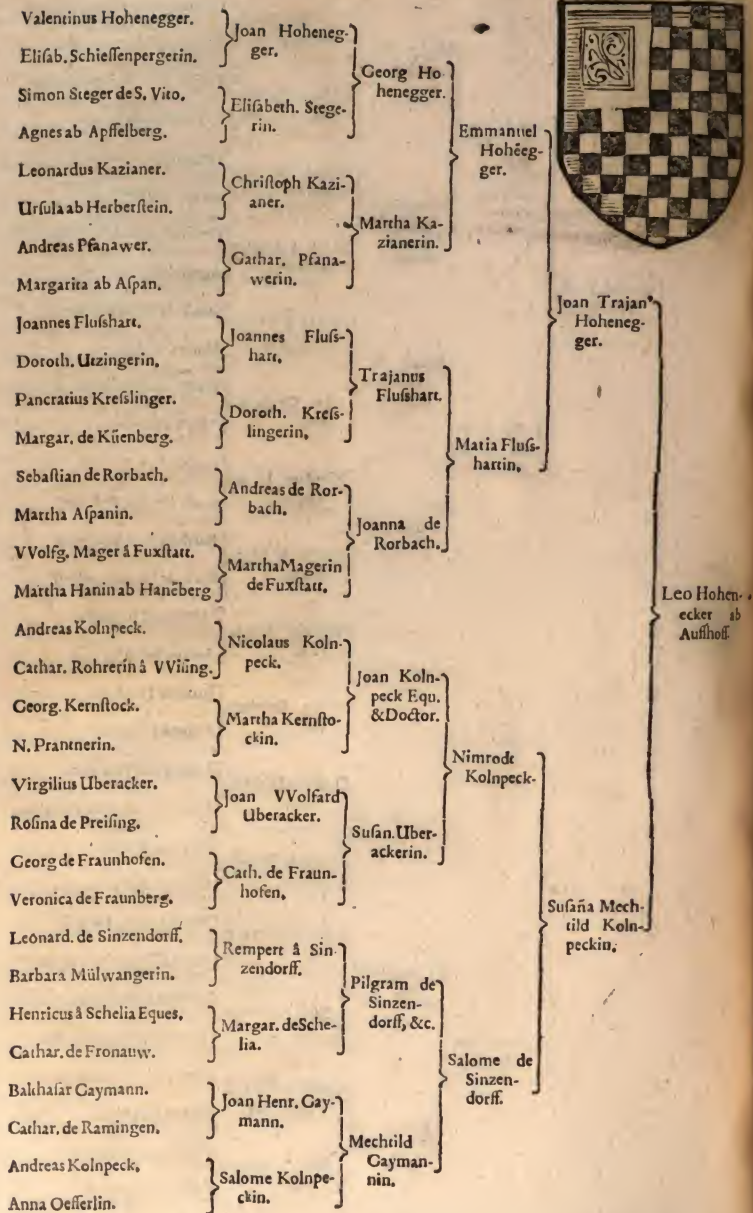 Valentinus Hohenegger.
Eliſab. Schieſſenpergerin.
Simon Steger de S. Vito.
Agnes ab Apffelberg.
Leonardus Kazianer.
Urſula ab Herberſtein.
Andreas Pfanawer.
Margarita ab Aſpan.
Joannes Fluſshart.
Doroth. Utzingerin.
Pancratius Kreſslinger.
Margar. de Küenberg.
Sebaſtian de Rorbach.
Martha Aſpanin.
VVolfg. Mager â Fuxſtatt.
Martha Hanin ab Hanēberg
Andreas Kolnpeck.
Cathar. Rohrerin â VViſing.
Georg. Kernſtock.
N. Prantnerin.
Virgilius Uberacker.
Roſina de Preiſing.
Georg de Fraunhofen.
Veronica de Fraunberg.
Leonard. de Sinzendorff.
Barbara Mülwangerin.
Henricus â Schelia Eques.
Cathar. de Fronauw.
Balthaſar Gaymann.
Cathar. de Ramingen.
Andreas Kolnpeck.
Anna Oeſſerlin.
Joan Hoheneg-
ger.
Eliſabeth. Stege-
rin.
Chriſtoph Kazi-
aner.
Gathar. Pfana-
werin.
Joannes Fluſs-
hart.
Doroth. Kreſs-
lingerin.
Andreas de Ror-
bach.
Martha Magerin
de Fuxſtatt.
Nicolaus Koln-
peck.
Martha Kernſto-
ckin.
Joan VVolfard
Uberacker.
Cath. de Fraun-
hofen.
Rempert â Sin-
zendorff.
Margar. de Sche-
lia.
Joan Henr. Gay-
mann.
Salome Kolnpe-
ckin.
Georg Ho-
henegger.
Martha Ka-
zianerin.
Trajanus
Fluſshart.
Joanna de
Rorbach.
Joan Koln-
peck Equ.
& Doctor.
Suſan. Uber-
ackerin.
Pilgram de
Sinzen-
dorff, &c.
Mechtild
Gayman-
nin.
Emmanuel
Hohēeg-
ger.
Matia Fluſs-
hartin.
Nimrodt
Kolnpeck.
Salome de
Sinzen-
dorff.
Joan Trajan
Hoheneg-
ger.
Suſaña Mech-
tild Koln-
peckin.
Leo Hohen-
ecker ab
Auffhoff.